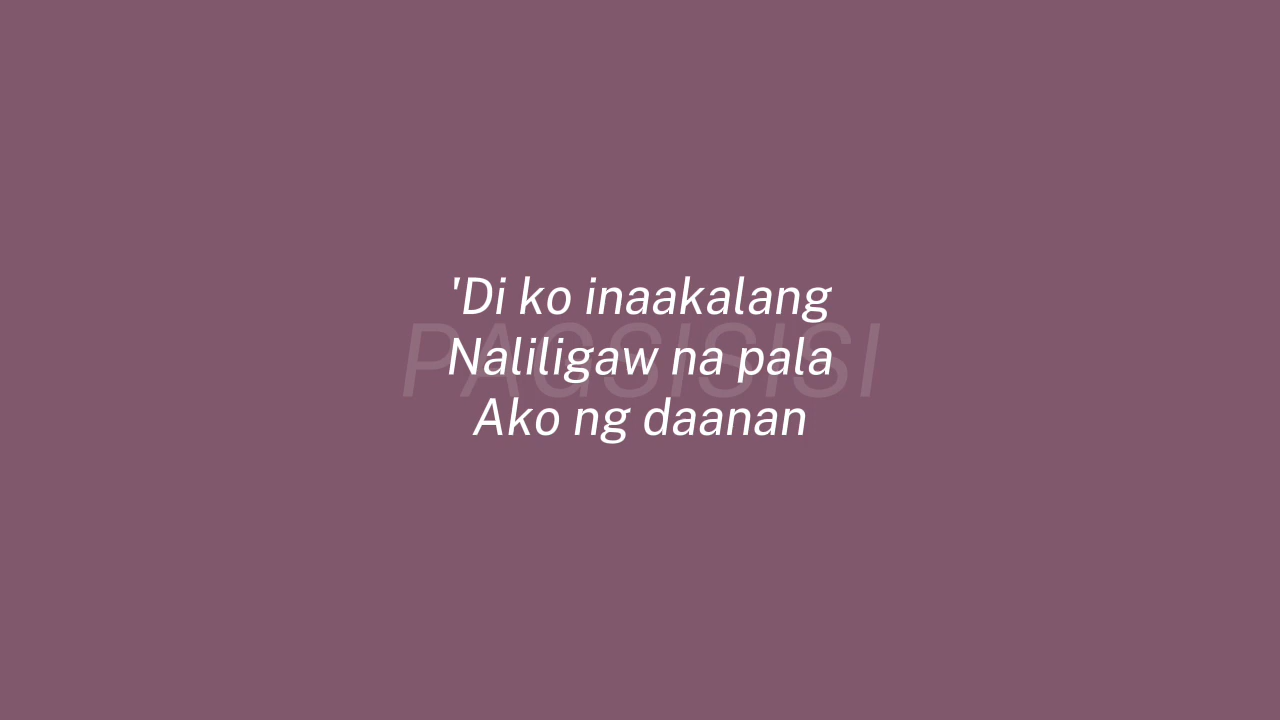 'Di ko inaakalang
PAGSISISI
Naliligaw na pala
Ako ng daanan